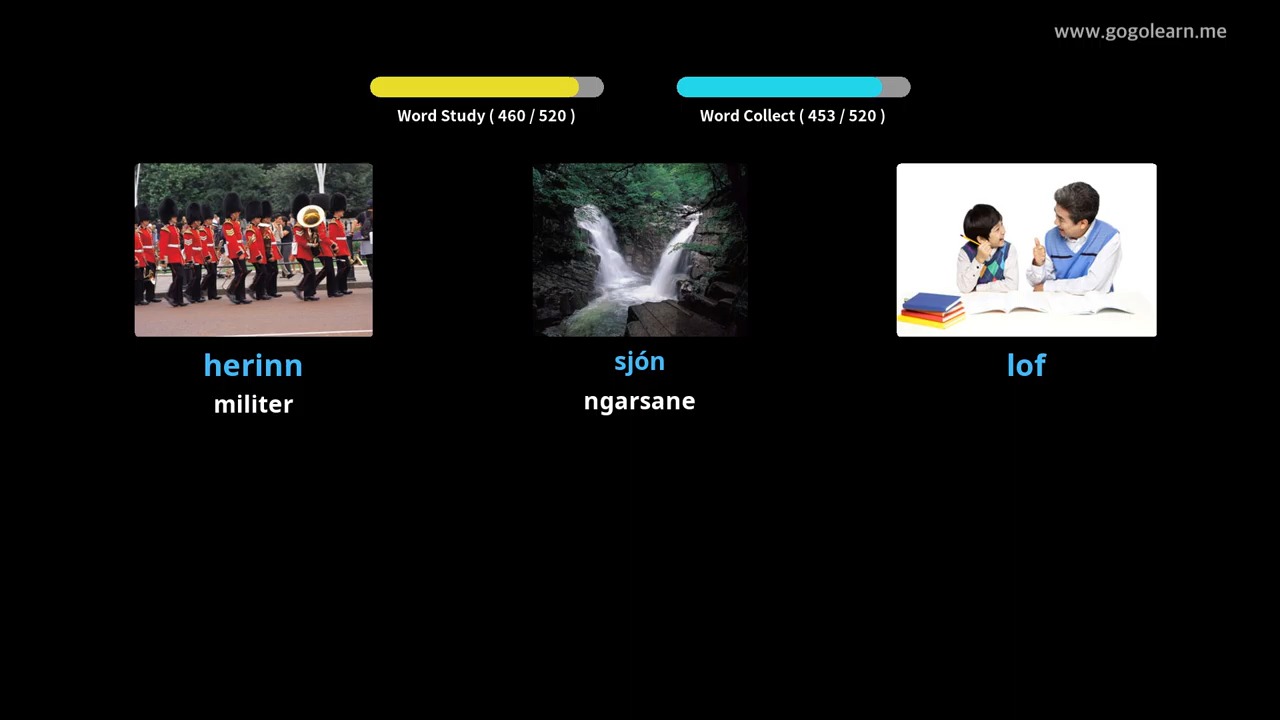 www.gogolearn.me
Word Study ( 460 / 520 )
Word Collect ( 453 / 520 )
herinn
sjón
lof
militer
ngarsane